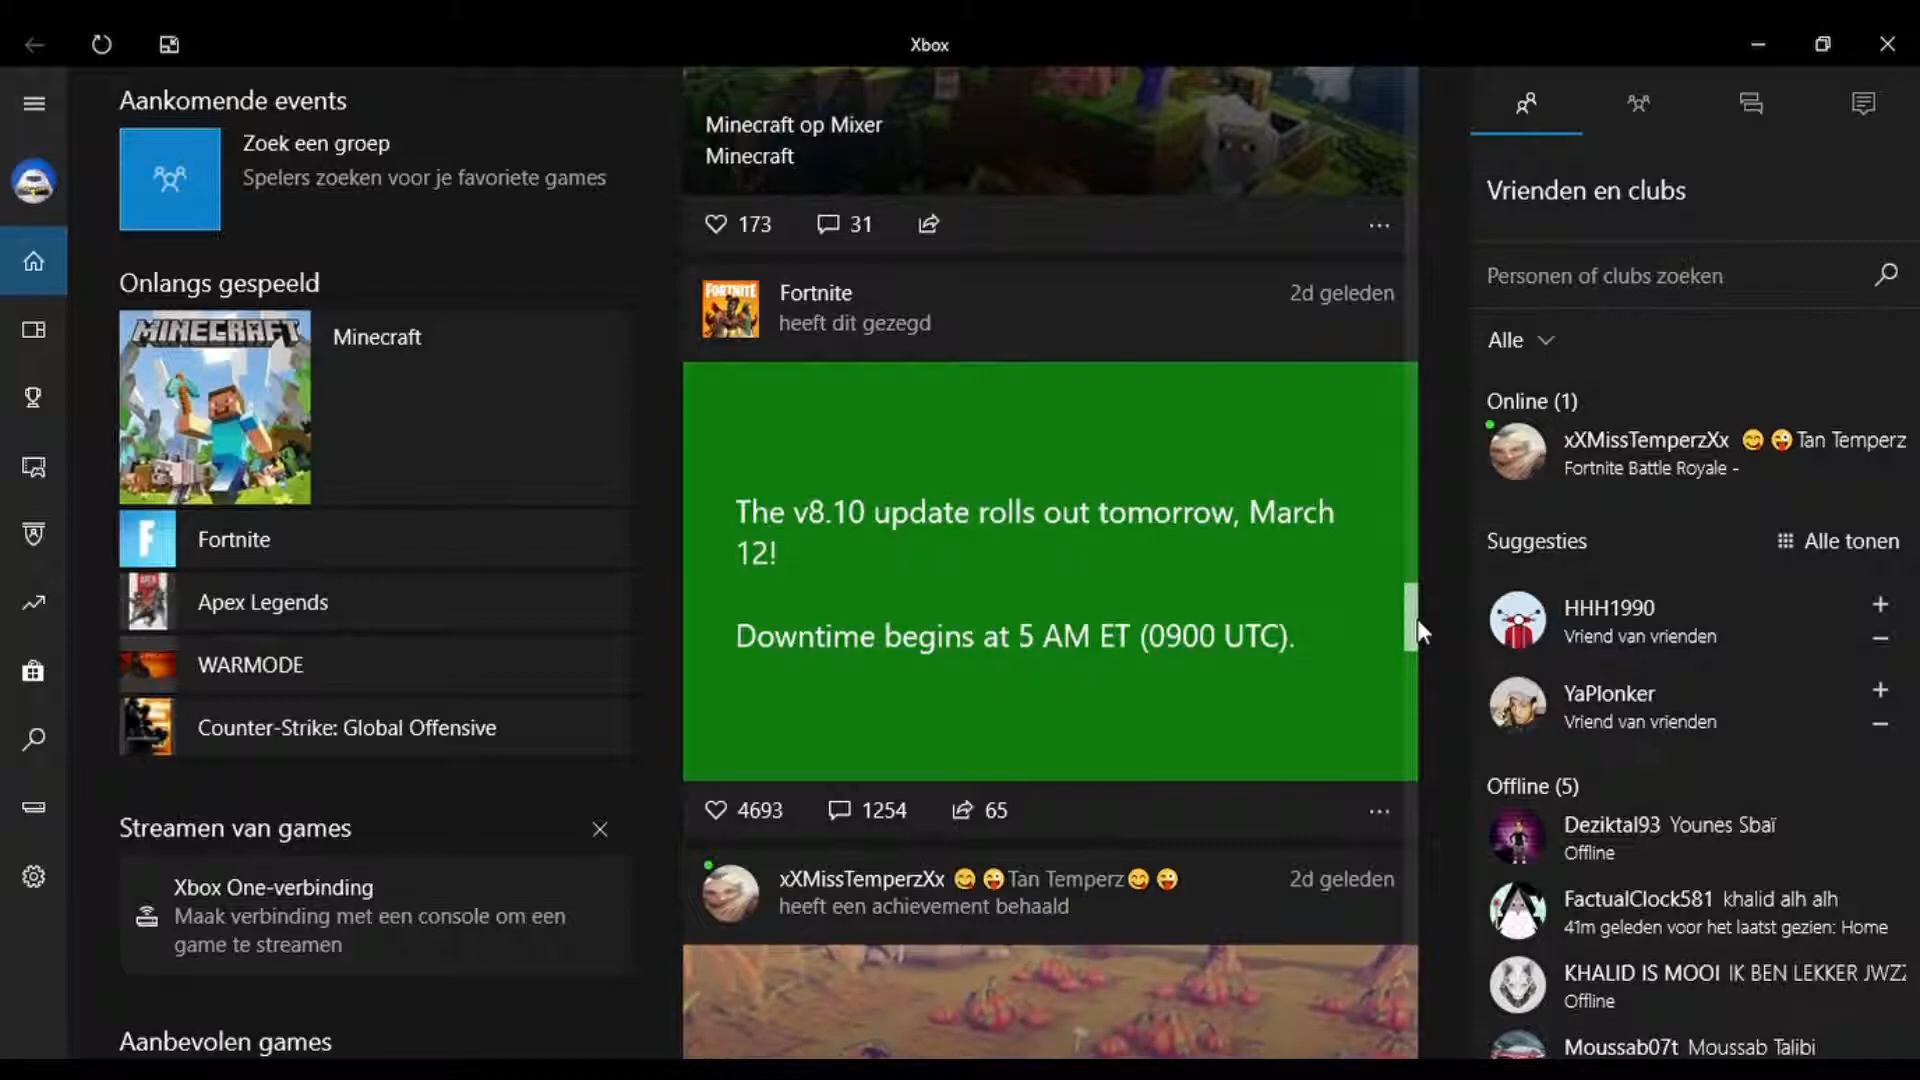 Xbox
Aankomende events
Zoek een groep
Spelers zoeken voor je favoriete games
Onlangs gespeeld
MINECRAFT
Minecraft
Fortnite
Apex Legends
WARMODE
Counter-Strike: Global Offensive
Streamen van games
Xbox One-verbinding
Maak verbinding met een console om een
game te streamen
Aanbevolen games
Minecraft op Mixer
Minecraft
173 31
FORTNITE
Fortnite 2d geleden
heeft dit gezegd
The v8.10 update rolls out tomorrow, March
12!
Downtime begins at 5 AM ET (0900 UTC).
4693 1254 65
xXMissTemperzXx 😋 😜Tan Temperz😋 😜 2d geleden
heeft een achievement behaald
Vrienden en clubs
Personen of clubs zoeken
Alle
Online (1)
xXMissTemperzXx 😋 😜Tan Temperz
Fortnite Battle Royale -
Suggesties Alle tonen
HHH1990
Vriend van vrienden
YaPlonker
Vriend van vrienden
Offline (5)
Deziktal93 Younes Sbaï
Offline
FactualClock581 khalid alh alh
41m geleden voor het laatst gezien: Home
KHALID IS MOOI IK BEN LEKKER JWZ
Offline
Moussab07t Moussab Talibi